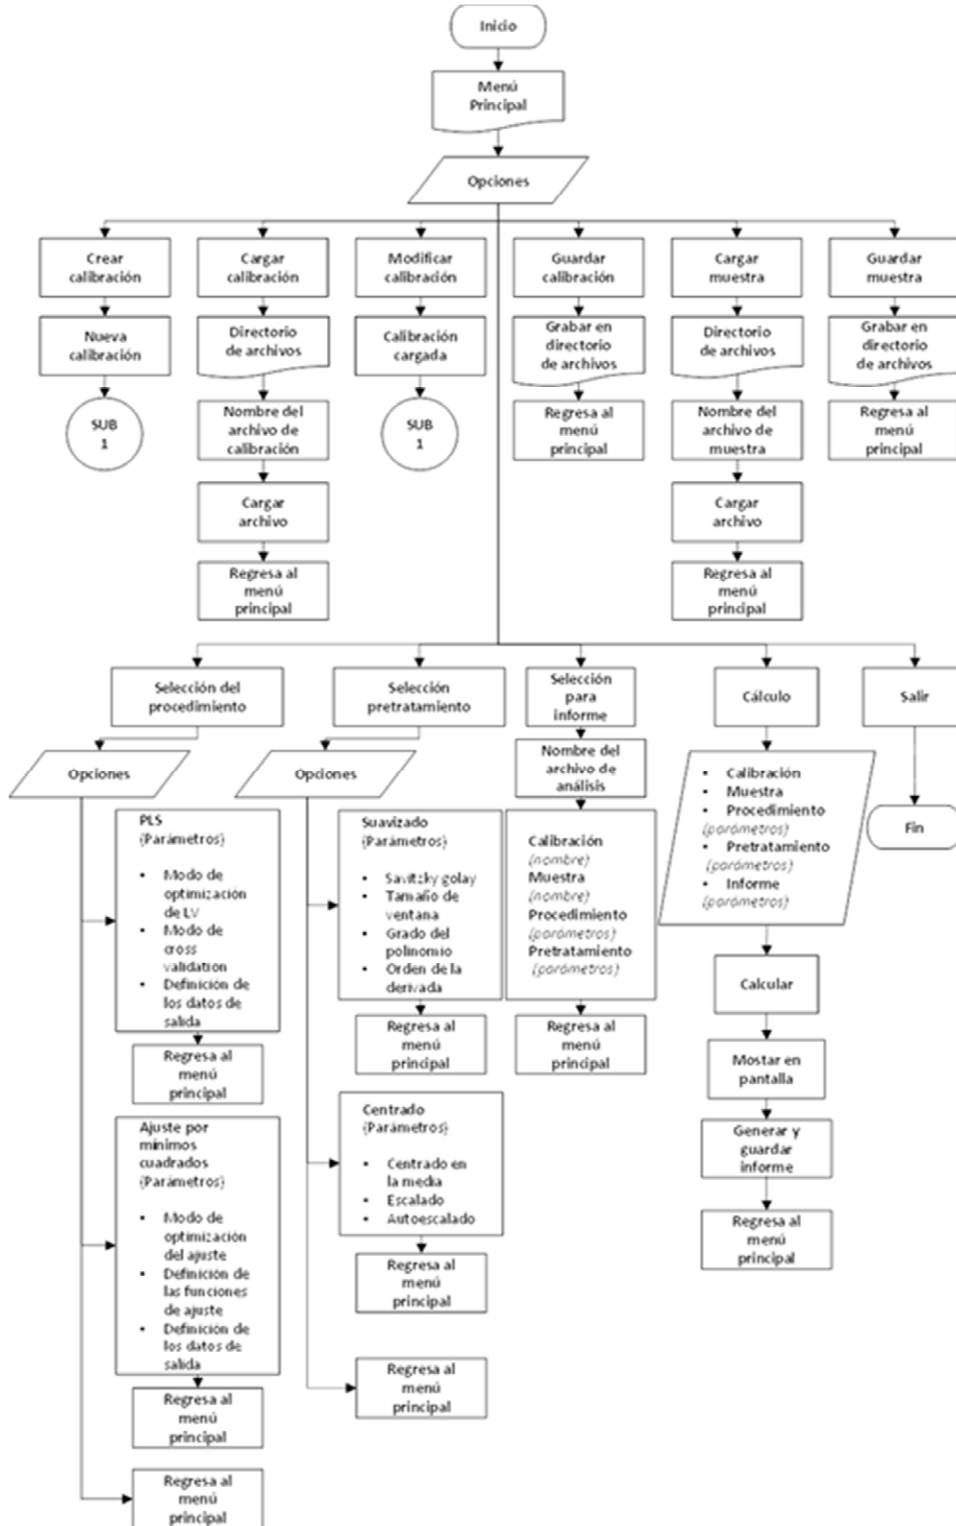 Inicio
Menú
Principal
Opciones
Crear
calibración
Nueva
calibración
SUB
1
Cargar
calibración
Directorio
de archivos
Nombre del
archivo de
calibración
Cargar
archivo
Regresa al
menú
principal
Modificar
calibración
Calibración
cargada
SUB
1
Guardar
calibración
Grabar en
directorio
de archivos
Regresa al
menú
principal
Cargar
muestra
Directorio
de archivos
Nombre del
archivo de
muestra
Cargar
archivo
Regresa al
menú
principal
Guardar
muestra
Grabar en
directorio
de archivos
Regresa al
menú
principal
Selección del
procedimiento
Opciones
PLS
(Parámetros)
▪ Modo de
optimización
de LV
▪ Modo de
cross
validation
▪ Definición de
los datos de
salida
Regresa al
menú
principal
Ajuste por
mínimos
cuadrados
(Parámetros)
▪ Modo de
optimización
del ajuste
▪ Definición de
las funciones
de ajuste
▪ Definición de
los datos de
salida
Regresa al
menú
principal
Regresa al
menú
principal
Selección
pretratamiento
Opciones
Suavizado
(Parámetros)
▪ Savitzky golay
▪ Tamaño de
ventana
▪ Grado del
polinomio
▪ Orden de la
derivada
Regresa al
menú
principal
Centrado
(Parámetros)
▪ Centrado en
la media
▪ Escalado
▪ Autoescalado
Regresa al
menú
principal
Regresa al
menú
principal
Selección
para
informe
Nombre del
archivo de
análisis
Calibración
(nombre)
Muestra
(nombre)
Procedimiento
(parámetros)
Pretratamiento
(parámetros)
Regresa al
menú
principal
Cálculo
▪ Calibración
▪ Muestra
▪ Procedimiento
(parámetros)
▪ Pretratamiento
(parámetros)
▪ Informe
(parámetros)
Calcular
Mostar en
pantalla
Generar y
guardar
informe
Regresa al
menú
principal
Salir
Fin